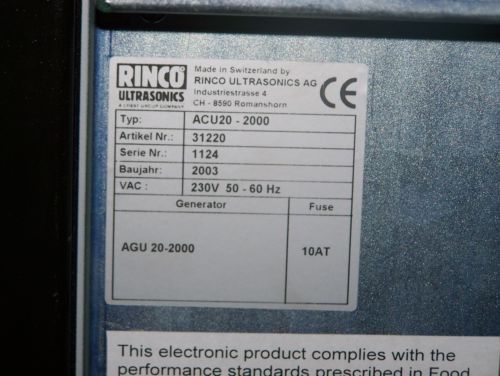 RINCO
ULTRASONICS
A CREST GROUP COMPANY
Made in Switzerland by
RINCO ULTRASONICS AG
Industriestrasse 4
CH - 8590 Romanshorn
CE
Typ: ACU20 - 2000
Artikel Nr.: 31220
Serie Nr.: 1124
Baujahr: 2003
VAC : 230V 50 - 60 Hz
Generator Fuse
AGU 20-2000 10AT
This electronic product complies with the
performance standards prescribed in Food